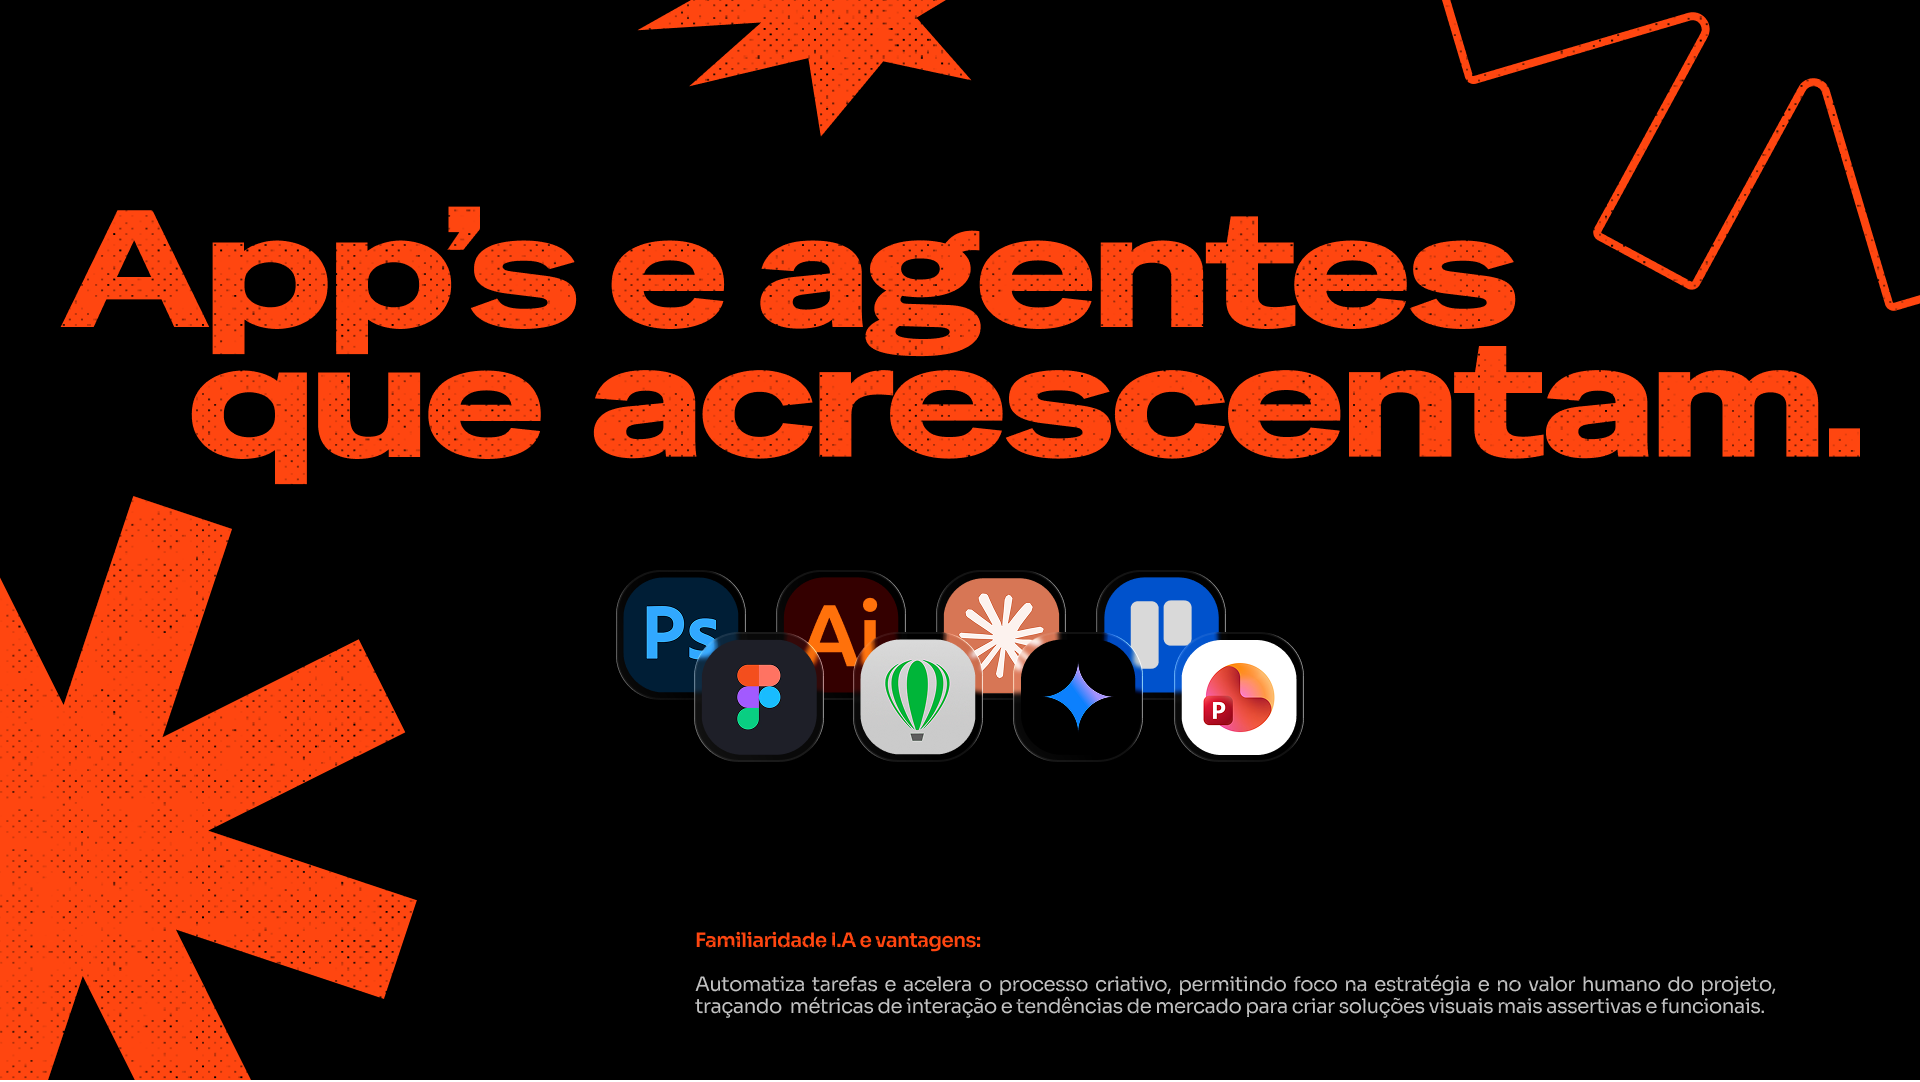 App’s e agentes
que acrescentam.
Ps
Ai
P
Familiaridade I.A e vantagens:
Automatiza tarefas e acelera o processo criativo, permitindo foco na estratégia e no valor humano do projeto,
traçando métricas de interação e tendências de mercado para criar soluções visuais mais assertivas e funcionais.